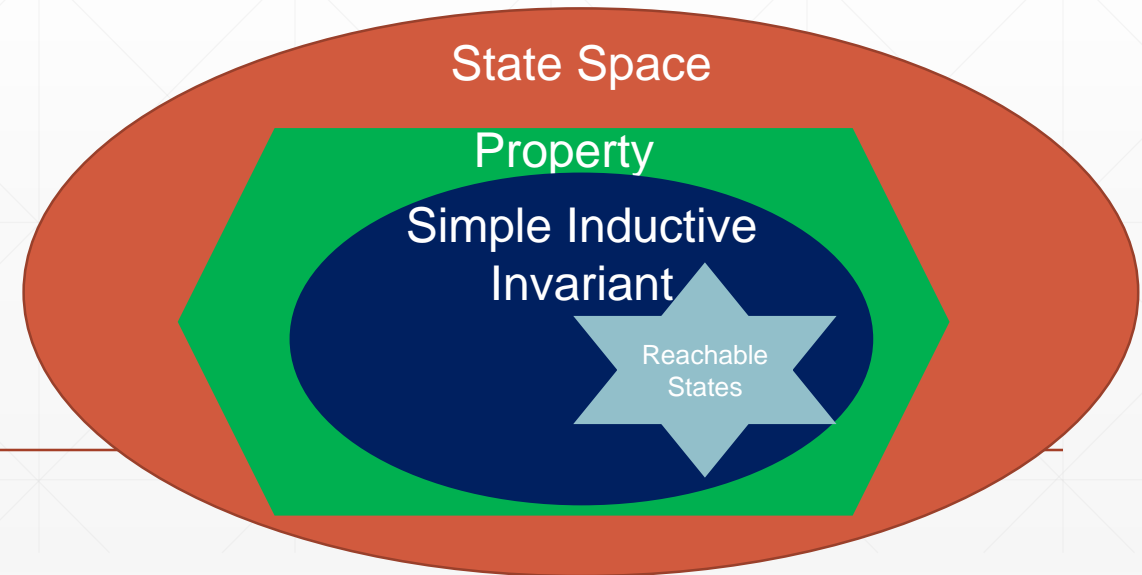 State Space
Property
Simple Inductive
Invariant
Reachable
States